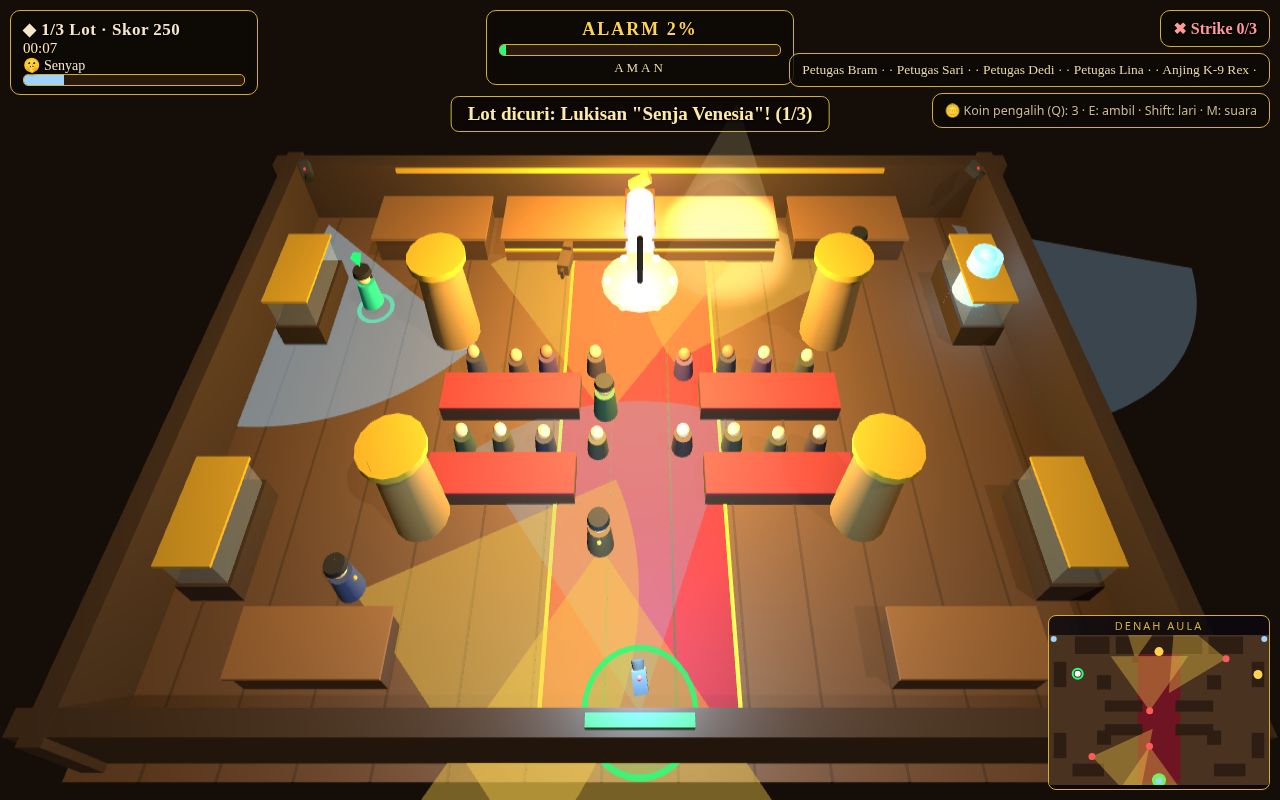 ◆ 1/3 Lot · Skor 250
00:07
🤫 Senyap
ALARM 2%
AMAN
✖ Strike 0/3
Petugas Bram · · Petugas Sari · · Petugas Dedi · · Petugas Lina · · Anjing K-9 Rex ·
🪙 Koin pengalih (Q): 3 · E: ambil · Shift: lari · M: suara
Lot dicuri: Lukisan "Senja Venesia"! (1/3)
DENAH AULA